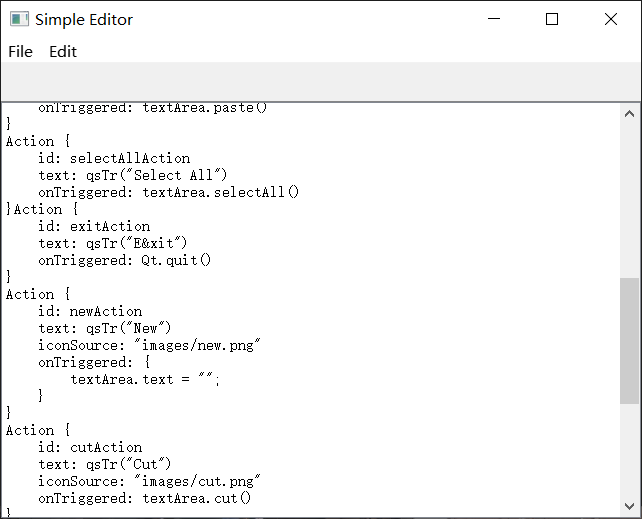 Simple Editor
File Edit
    onTriggered: textArea.paste()
}
Action {
    id: selectAllAction
    text: qsTr("Select All")
    onTriggered: textArea.selectAll()
}Action {
    id: exitAction
    text: qsTr("E&xit")
    onTriggered: Qt.quit()
}
Action {
    id: newAction
    text: qsTr("New")
    iconSource: "images/new.png"
    onTriggered: {
        textArea.text = "";
    }
}
Action {
    id: cutAction
    text: qsTr("Cut")
    iconSource: "images/cut.png"
    onTriggered: textArea.cut()
}